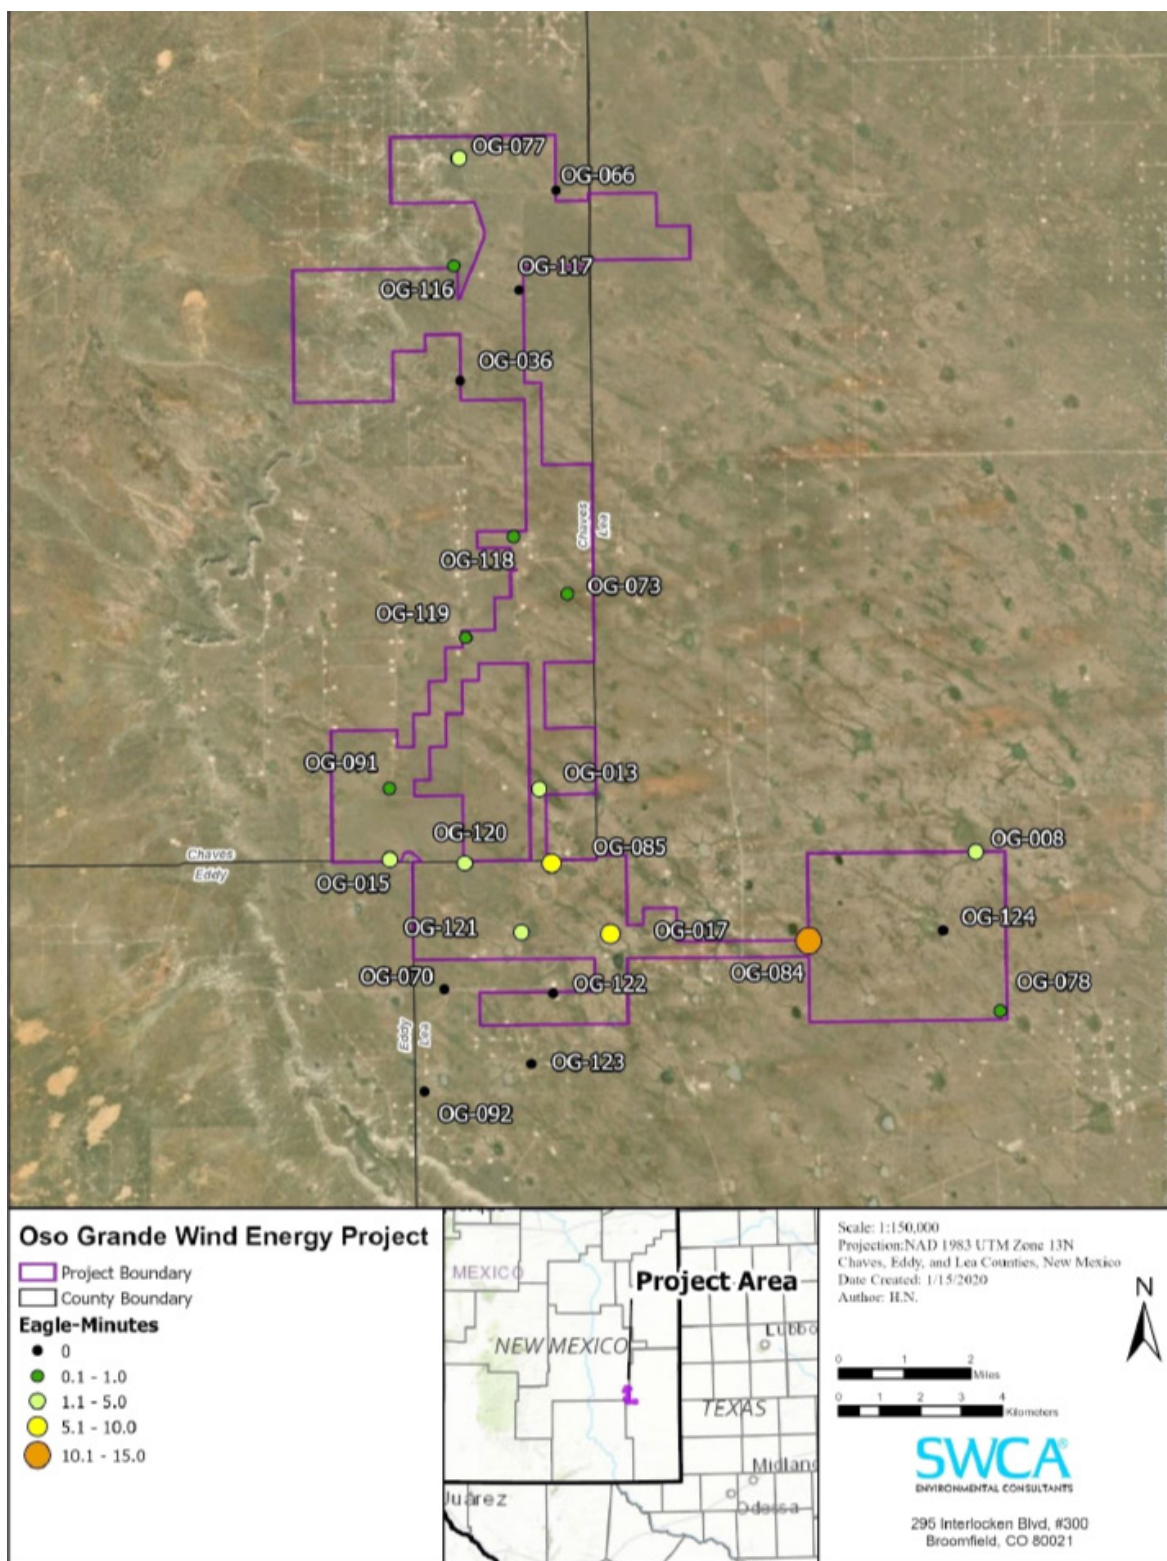 OG-077
OG-066
OG-117
OG-116
OG-036
Chaves
Lea
OG-118
OG-073
OG-119
OG-091
OG-013
OG-120
OG-085
OG-008
Chaves
Eddy
OG-015
OG-121
OG-017
OG-124
OG-070
OG-084
OG-122
OG-078
Eddy
Lea
OG-123
OG-092
Oso Grande Wind Energy Project
Project Boundary
County Boundary
Eagle-Minutes
0
0.1 - 1.0
1.1 - 5.0
5.1 - 10.0
10.1 - 15.0
MEXICO
Project Area
NEW MEXICO
Lubbo
TEXAS
Midlan
Odessa
Juárez
Scale: 1:150,000
Projection:NAD 1983 UTM Zone 13N
Chaves, Eddy, and Lea Counties, New Mexico
Date Created: 1/15/2020
Author: H.N.
N
0 1 2
Miles
0 1 2 3 4
Kilometers
SWCA®
ENVIRONMENTAL CONSULTANTS
295 Interlocken Blvd, #300
Broomfield, CO 80021